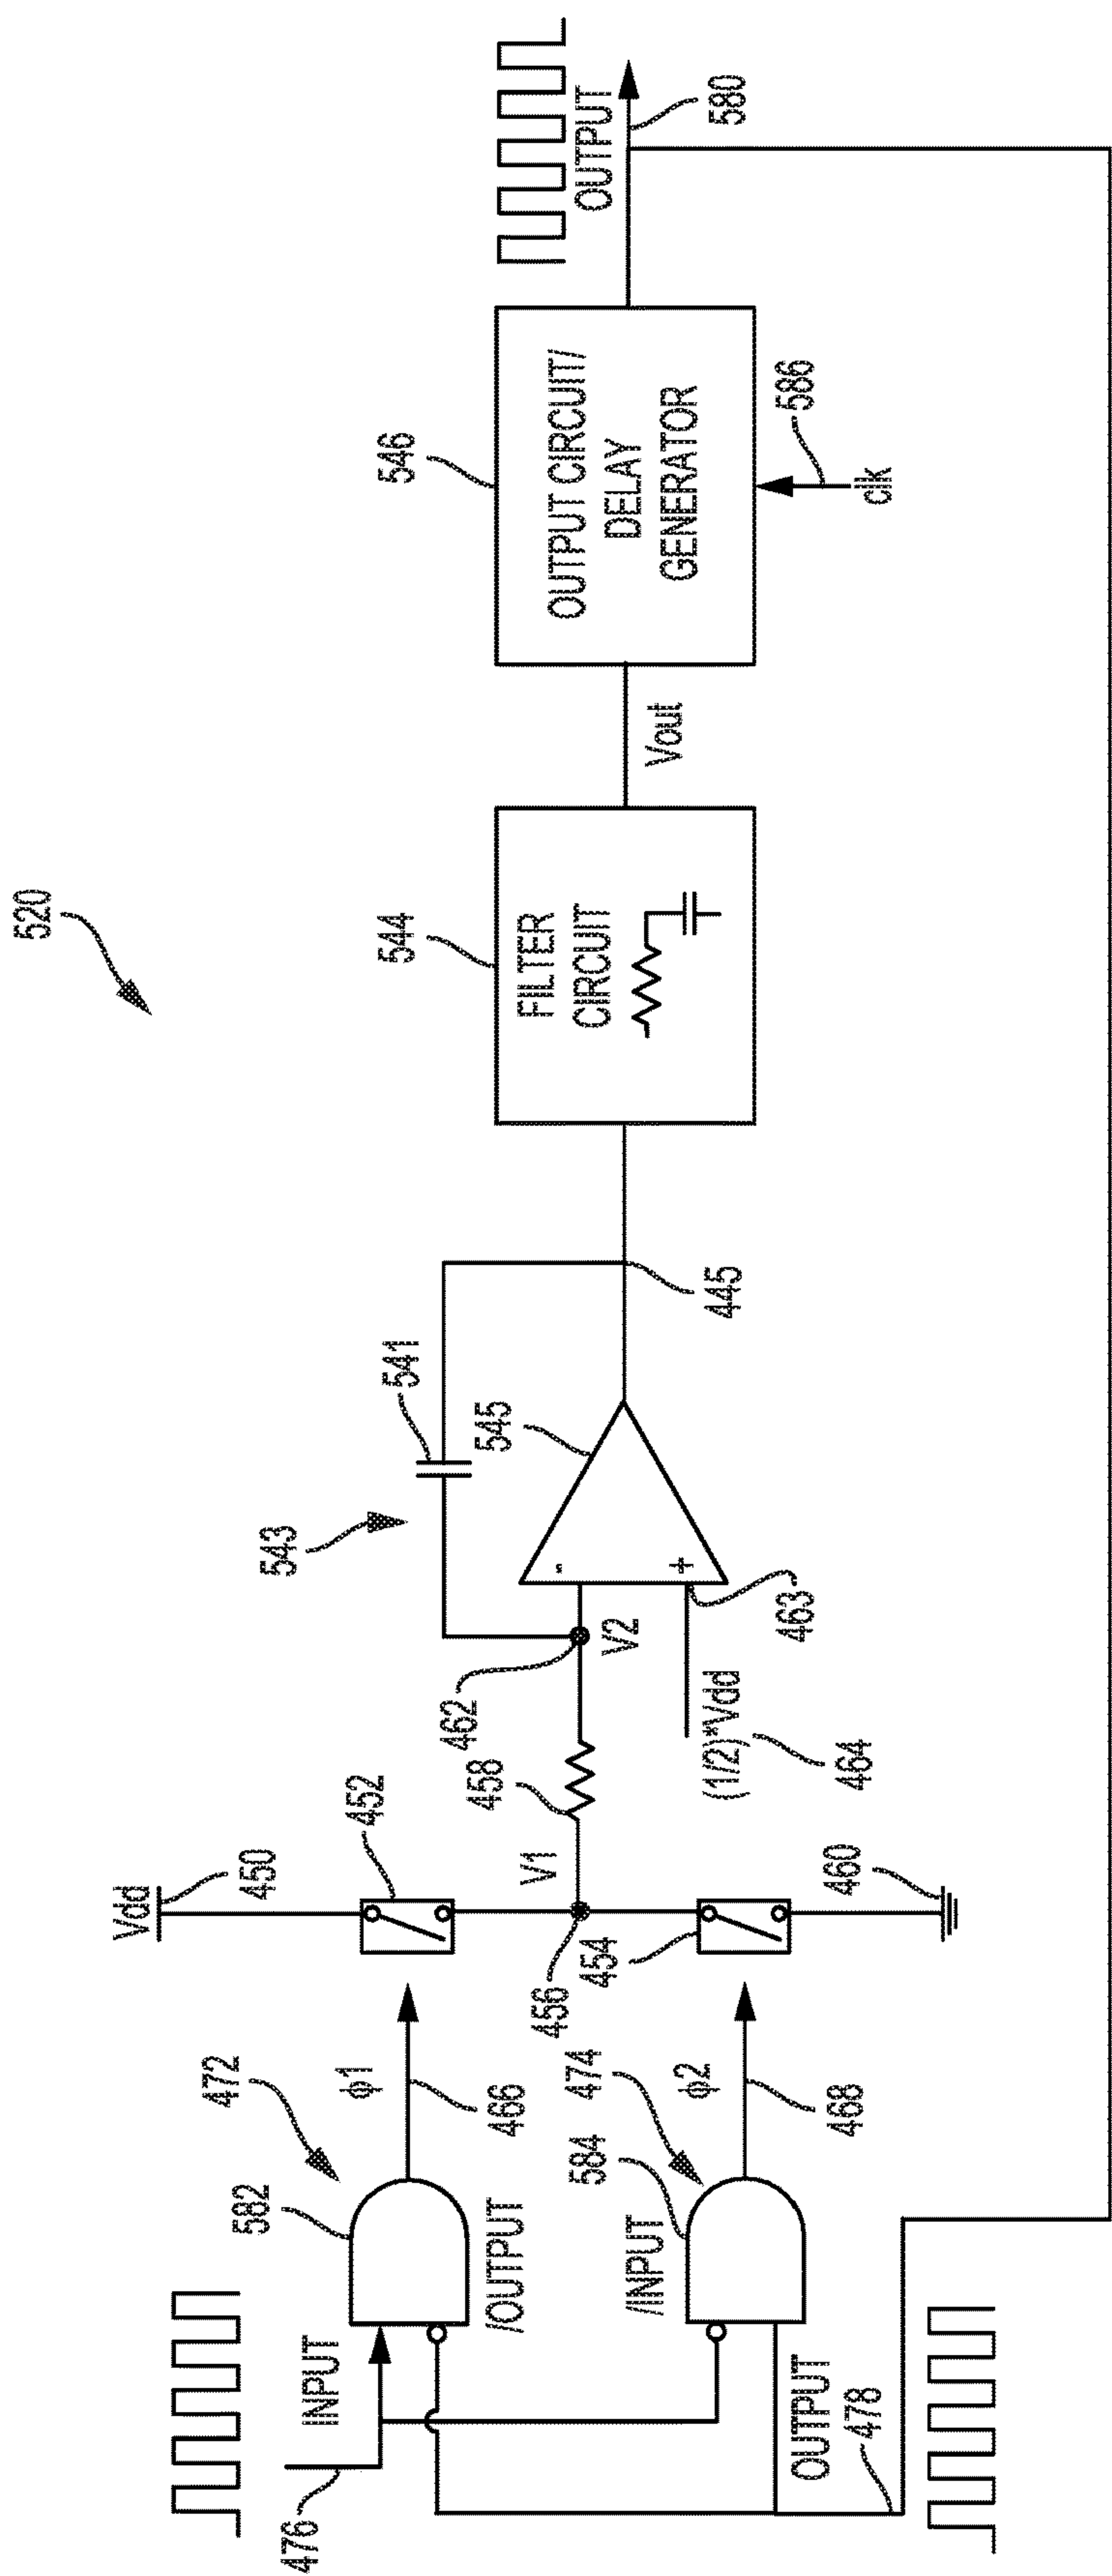 520
Vdd
450
452
472
582
ϕ1
466
INPUT
476
/OUTPUT
V1
456
458
462
V2
543
541
545
445
463
(1/2)*Vdd
464
454
460
474
584
ϕ2
468
/INPUT
OUTPUT
478
544
FILTER
CIRCUIT
Vout
546
OUTPUT CIRCUIT/
DELAY
GENERATOR
clk
586
OUTPUT
580
-
+